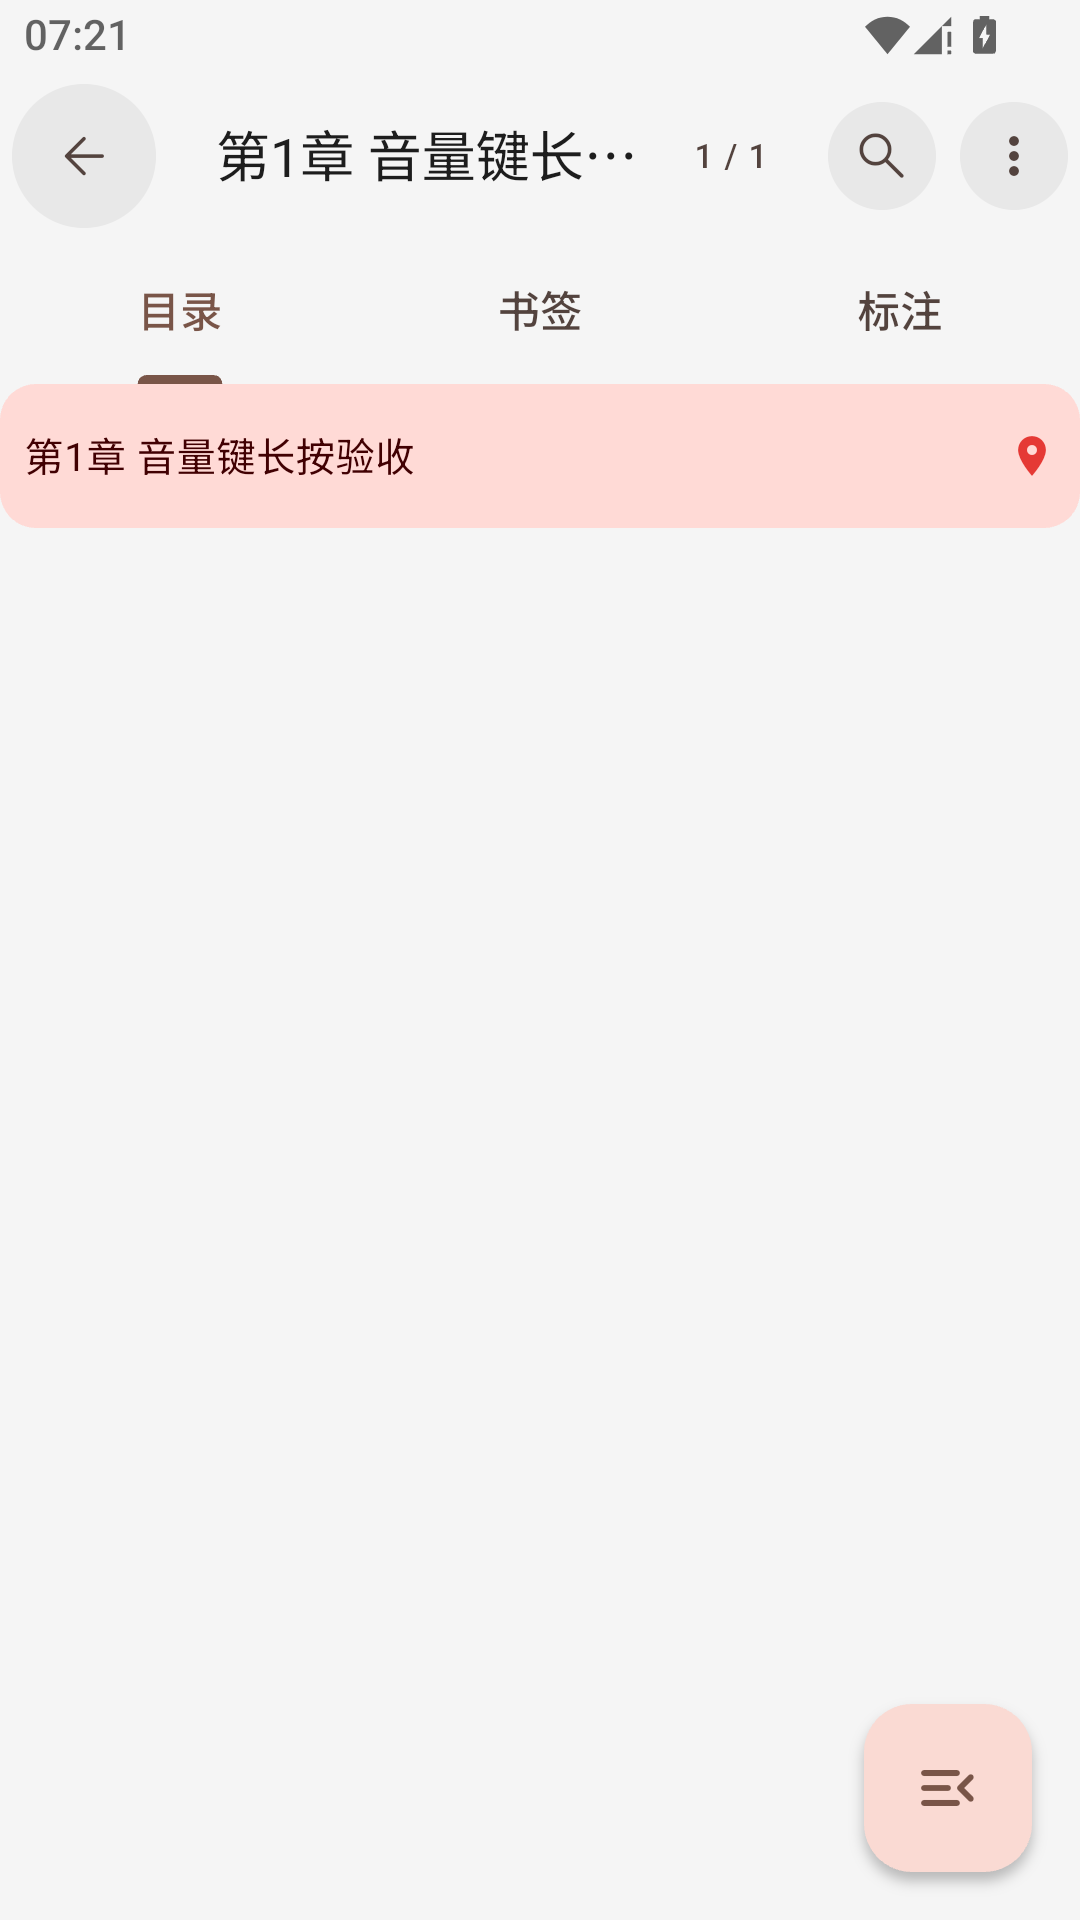 07:21
第1章 音量键长…
1 / 1
目录 书签 标注
第1章 音量键长按验收